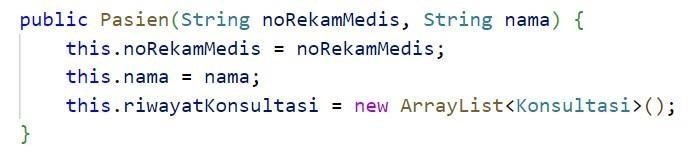 public Pasien(String noRekamMedis, String nama) {
    this.noRekamMedis = noRekamMedis;
    this.nama = nama;
    this.riwayatKonsultasi = new ArrayList<Konsultasi>();
}